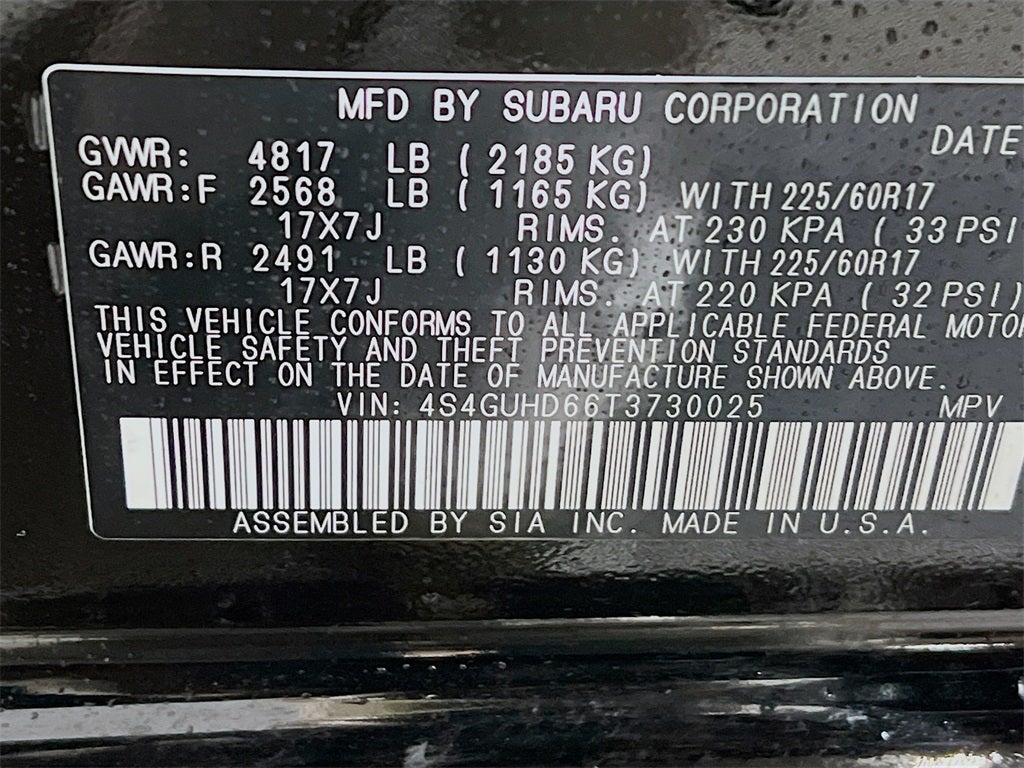 MFD BY SUBARU CORPORATION
DATE
GVWR: 4817 LB ( 2185 KG)
GAWR:F 2568 LB ( 1165 KG) WITH 225/60R17
17X7J RIMS. AT 230 KPA ( 33 PSI
GAWR:R 2491 LB ( 1130 KG) WITH 225/60R17
17X7J RIMS. AT 220 KPA ( 32 PSI)
THIS VEHICLE CONFORMS TO ALL APPLICABLE FEDERAL MOTOR
VEHICLE SAFETY AND THEFT PREVENTION STANDARDS
IN EFFECT ON THE DATE OF MANUFACTURE SHOWN ABOVE.
VIN: 4S4GUHD66T3730025 MPV
ASSEMBLED BY SIA INC. MADE IN U.S.A.